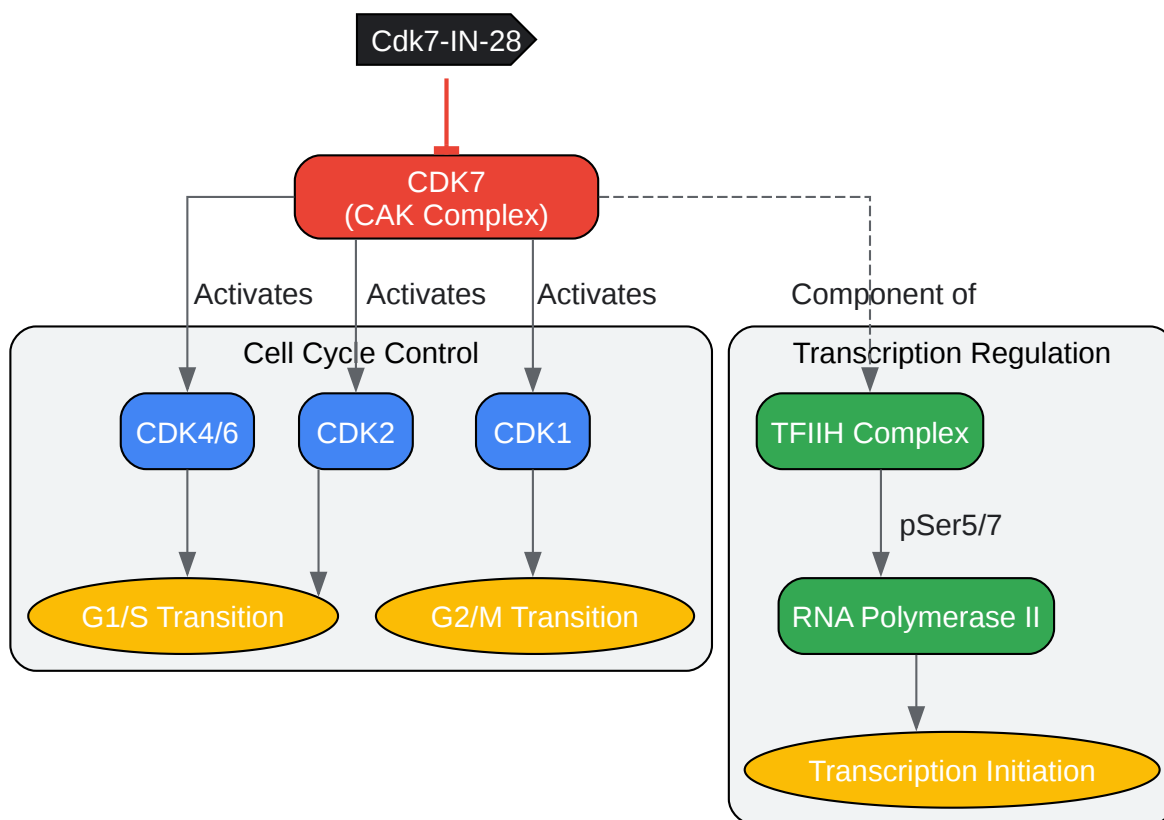 Cdk7-IN-28
CDK7
(CAK Complex)
Activates
Activates
Activates
Component of
Cell Cycle Control
Transcription Regulation
CDK4/6
CDK2
CDK1
TFIIH Complex
pSer5/7
G1/S Transition
G2/M Transition
RNA Polymerase II
Transcription Initiation